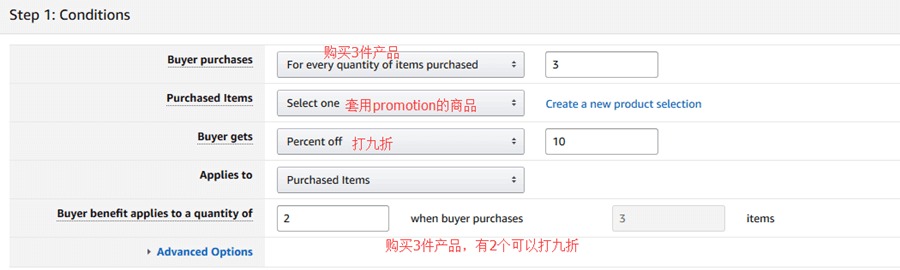 Step 1: Conditions
购买3件产品
Buyer purchases For every quantity of items purchased 3
Purchased Items Select one 套用promotion的商品 Create a new product selection
Buyer gets Percent off 打九折 10
Applies to Purchased Items
Buyer benefit applies to a quantity of 2 when buyer purchases 3 items
购买3件产品，有2个可以打九折
Advanced Options